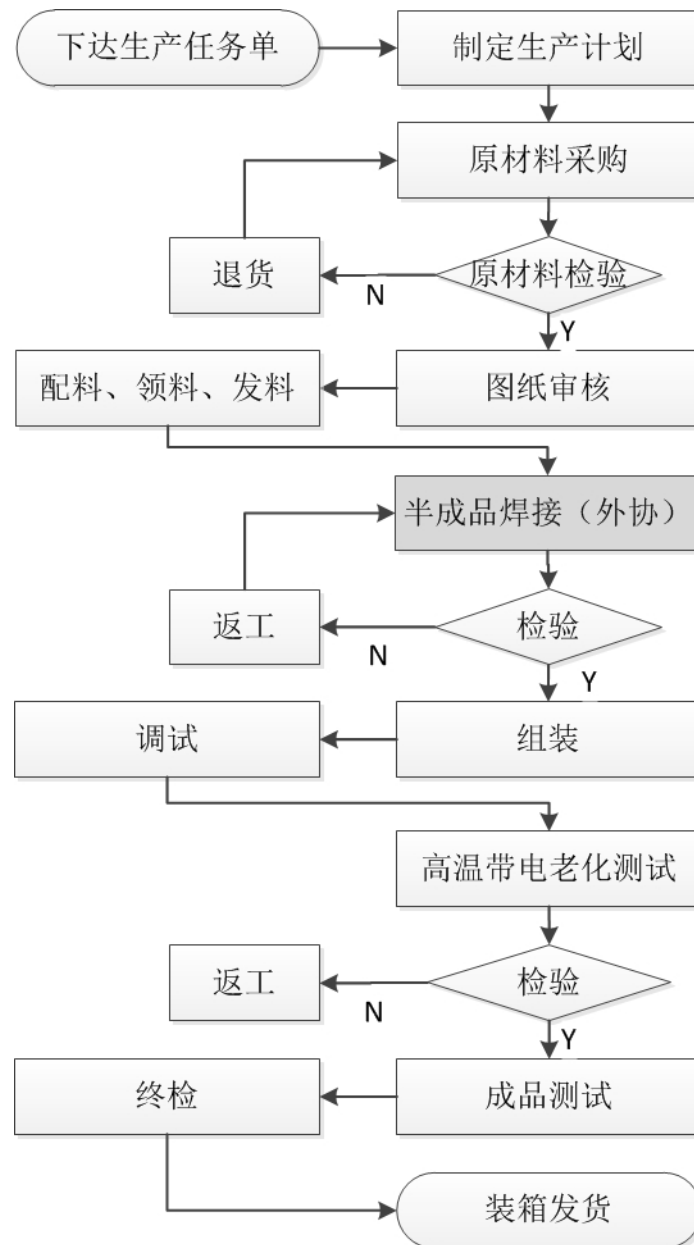 下达生产任务单
制定生产计划
原材料采购
退货
N
原材料检验
Y
配料、领料、发料
图纸审核
半成品焊接（外协）
返工
N
检验
Y
调试
组装
高温带电老化测试
返工
N
检验
Y
终检
成品测试
装箱发货